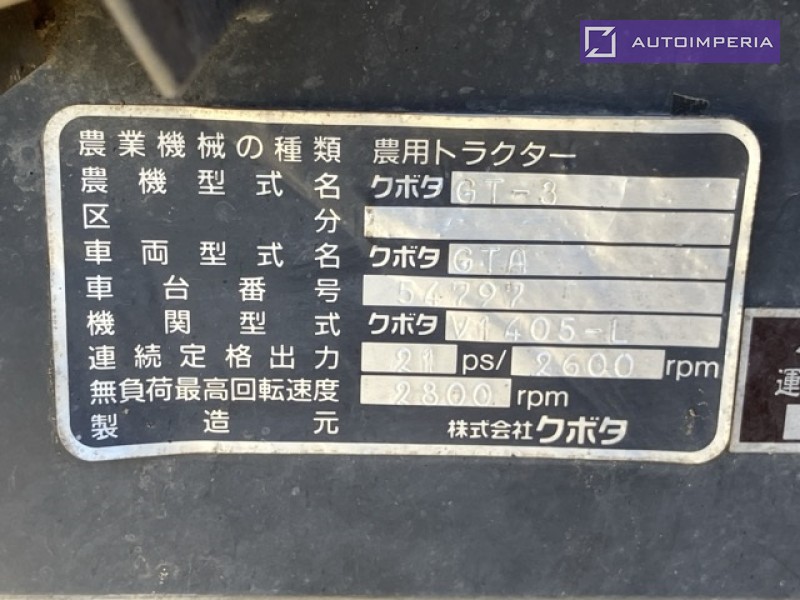 AUTOIMPERIA
農業機械の種類 農用トラクター
農機型式名 クボタ GT-3
区分
車両型式名 クボタ GTA
車台番号 54797
機関型式 クボタ V1405-L
連続定格出力 21 ps/ 2600 rpm
無負荷最高回転速度 2800 rpm
製造元 株式会社クボタ
運